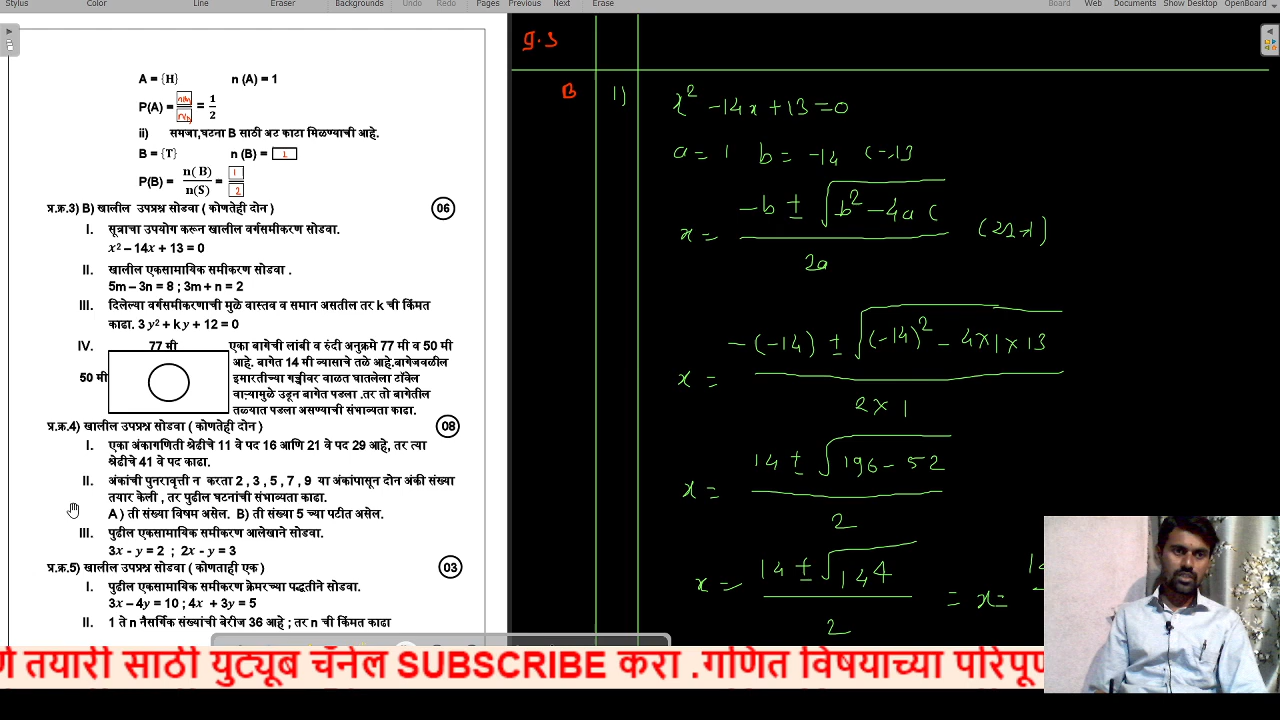 Stylus Color Line Eraser Backgrounds Undo Redo Pages Previous Next Erase Board Web Documents Show Desktop OpenBoard
A = {H} n (A) = 1
P(A) = = 1/2
ii) समजा,घटना B साठी अट काटा मिळण्याची आहे.
B = {T} n (B) = 1
P(B) = n( B)/n(S) = 1/2
प्र.क्र.3) B) खालील उपप्रश्न सोडवा ( कोणतेही दोन ) 06
I. सूत्राचा उपयोग करून खालील वर्गसमीकरण सोडवा.
x² – 14x + 13 = 0
II. खालील एकसामायिक समीकरण सोडवा .
5m – 3n = 8 ; 3m + n = 2
III. दिलेल्या वर्गसमीकरणाची मुळे वास्तव व समान असतील तर k ची किंमत
काढा. 3 y² + k y + 12 = 0
IV. 77 मी एका बागेची लांबी व रुंदी अनुक्रमे 77 मी व 50 मी
आहे. बागेत 14 मी व्यासाचे तळे आहे.बागेजवळील
50 मी इमारतीच्या गच्चीवर वाळत घातलेला टॉवेल
वाऱ्यामुळे उडून बागेत पडला .तर तो बागेतील
तळ्यात पडला असण्याची संभाव्यता काढा.
प्र.क्र.4) खालील उपप्रश्न सोडवा ( कोणतेही दोन ) 08
I. एका अंकगणिती श्रेढीचे 11 वे पद 16 आणि 21 वे पद 29 आहे, तर त्या
श्रेढीचे 41 वे पद काढा.
II. अंकांची पुनरावृत्ती न करता 2 , 3 , 5 , 7 , 9 या अंकांपासून दोन अंकी संख्या
तयार केली , तर पुढील घटनांची संभाव्यता काढा.
A ) ती संख्या विषम असेल. B) ती संख्या 5 च्या पटीत असेल.
III. पुढील एकसामायिक समीकरण आलेखाने सोडवा.
3x - y = 2 ; 2x - y = 3
प्र.क्र.5) खालील उपप्रश्न सोडवा ( कोणताही एक ) 03
I. पुढील एकसामायिक समीकरण क्रेमरच्या पद्धतीने सोडवा.
3x – 4y = 10 ; 4x + 3y = 5
II. 1 ते n नैसर्गिक संख्यांची बेरीज 36 आहे ; तर n ची किंमत काढा
g.3
B 1) x² -14x +13 =0
a = 1 b = -14 c=13
x = -b ± √b² -4ac / 2a (सूत्र)
x = -(-14) ± √(-14)² - 4×1×13 / 2×1
x = 14 ± √196 - 52 / 2
x = 14 ± √144 / 2 = x=
णे तयारी साठी युट्यूब चॅनेल SUBSCRIBE करा .गणित विषयाच्या परिपूर्ण